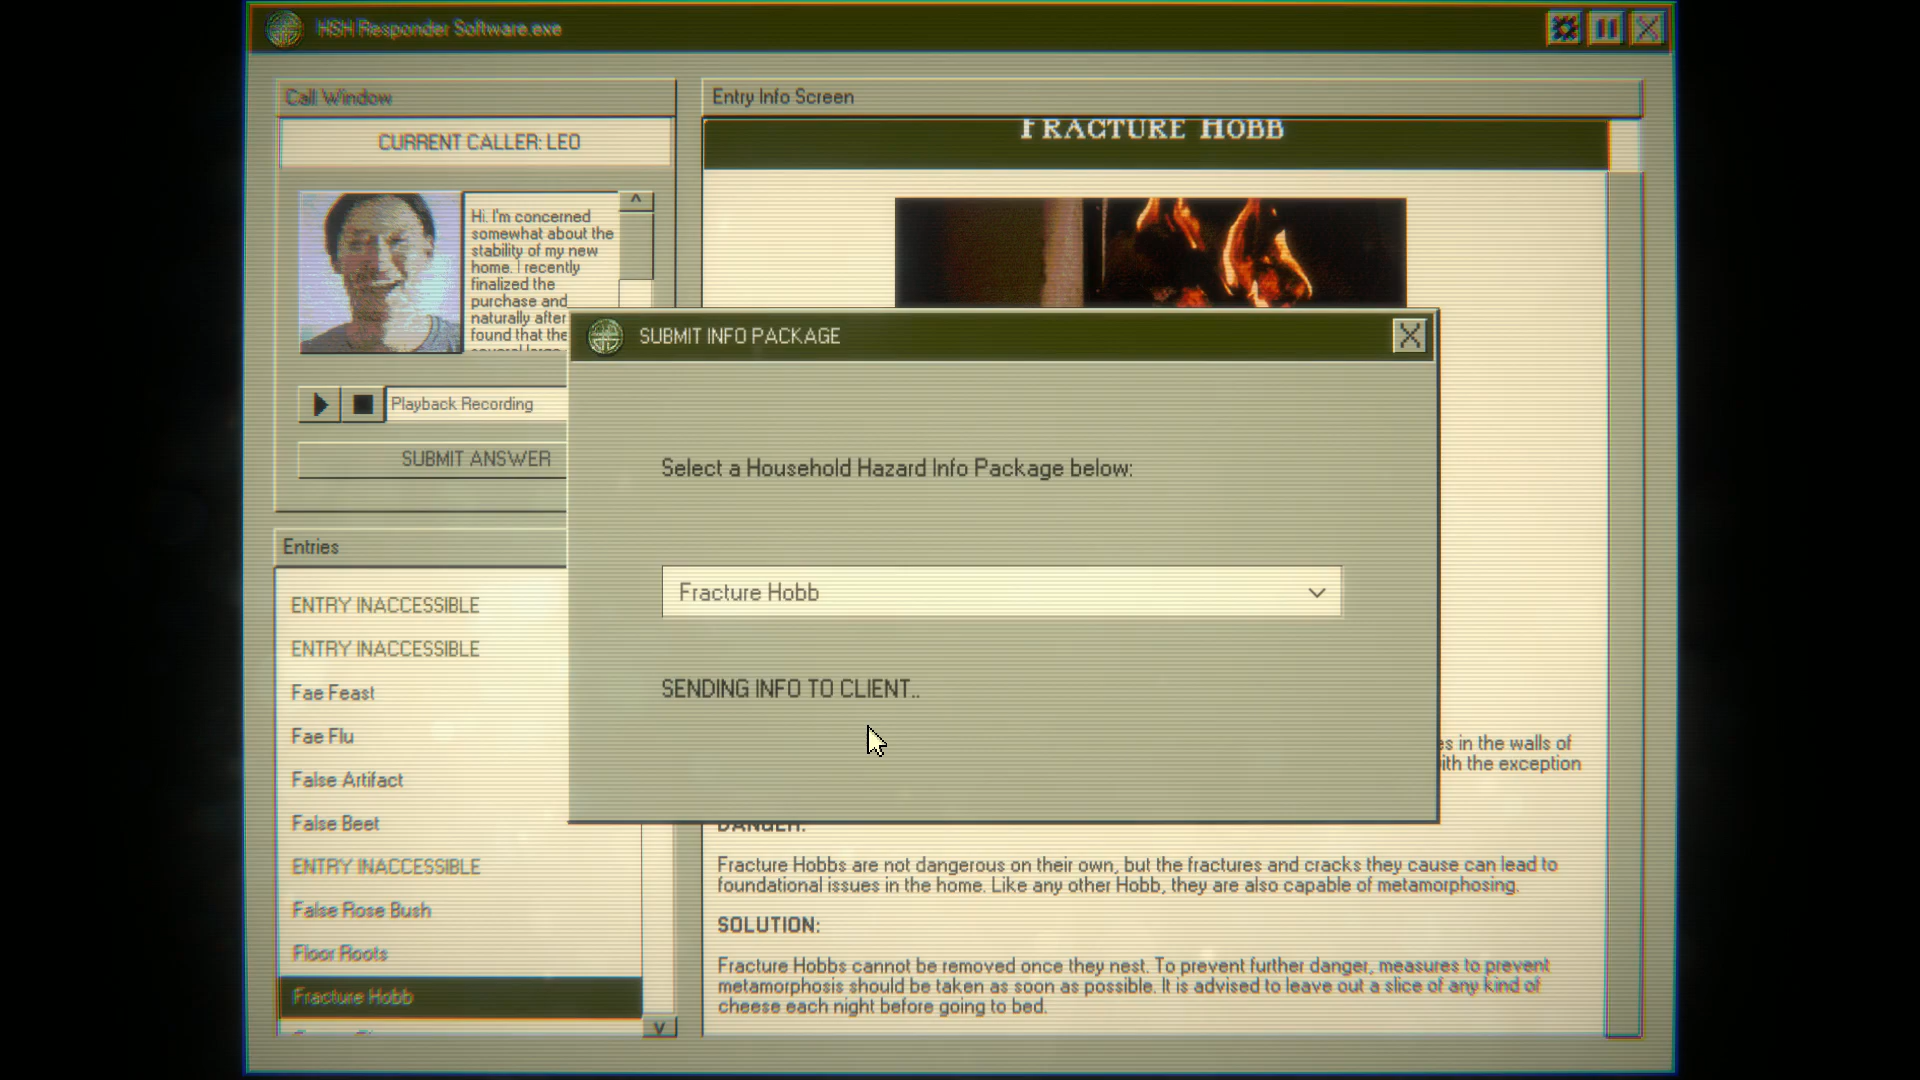 HSH Responder Software.exe
Call Window
CURRENT CALLER: LEO
Hi. I'm concerned
somewhat about the
stability of my new
home. I recently
finalized the
purchase and
naturally after
found that the
Playback Recording
SUBMIT ANSWER
Entries
ENTRY INACCESSIBLE
ENTRY INACCESSIBLE
Fae Feast
Fae Flu
False Artifact
False Beet
ENTRY INACCESSIBLE
False Rose Bush
Floor Roots
Fracture Hobb
Entry Info Screen
FRACTURE HOBB
SUBMIT INFO PACKAGE
Select a Household Hazard Info Package below:
Fracture Hobb
SENDING INFO TO CLIENT..
in the walls of
the exception
DANGER:
Fracture Hobbs are not dangerous on their own, but the fractures and cracks they cause can lead to
foundational issues in the home. Like any other Hobb, they are also capable of metamorphosing.
SOLUTION:
Fracture Hobbs cannot be removed once they nest. To prevent further danger, measures to prevent
metamorphosis should be taken as soon as possible. It is advised to leave out a slice of any kind of
cheese each night before going to bed.